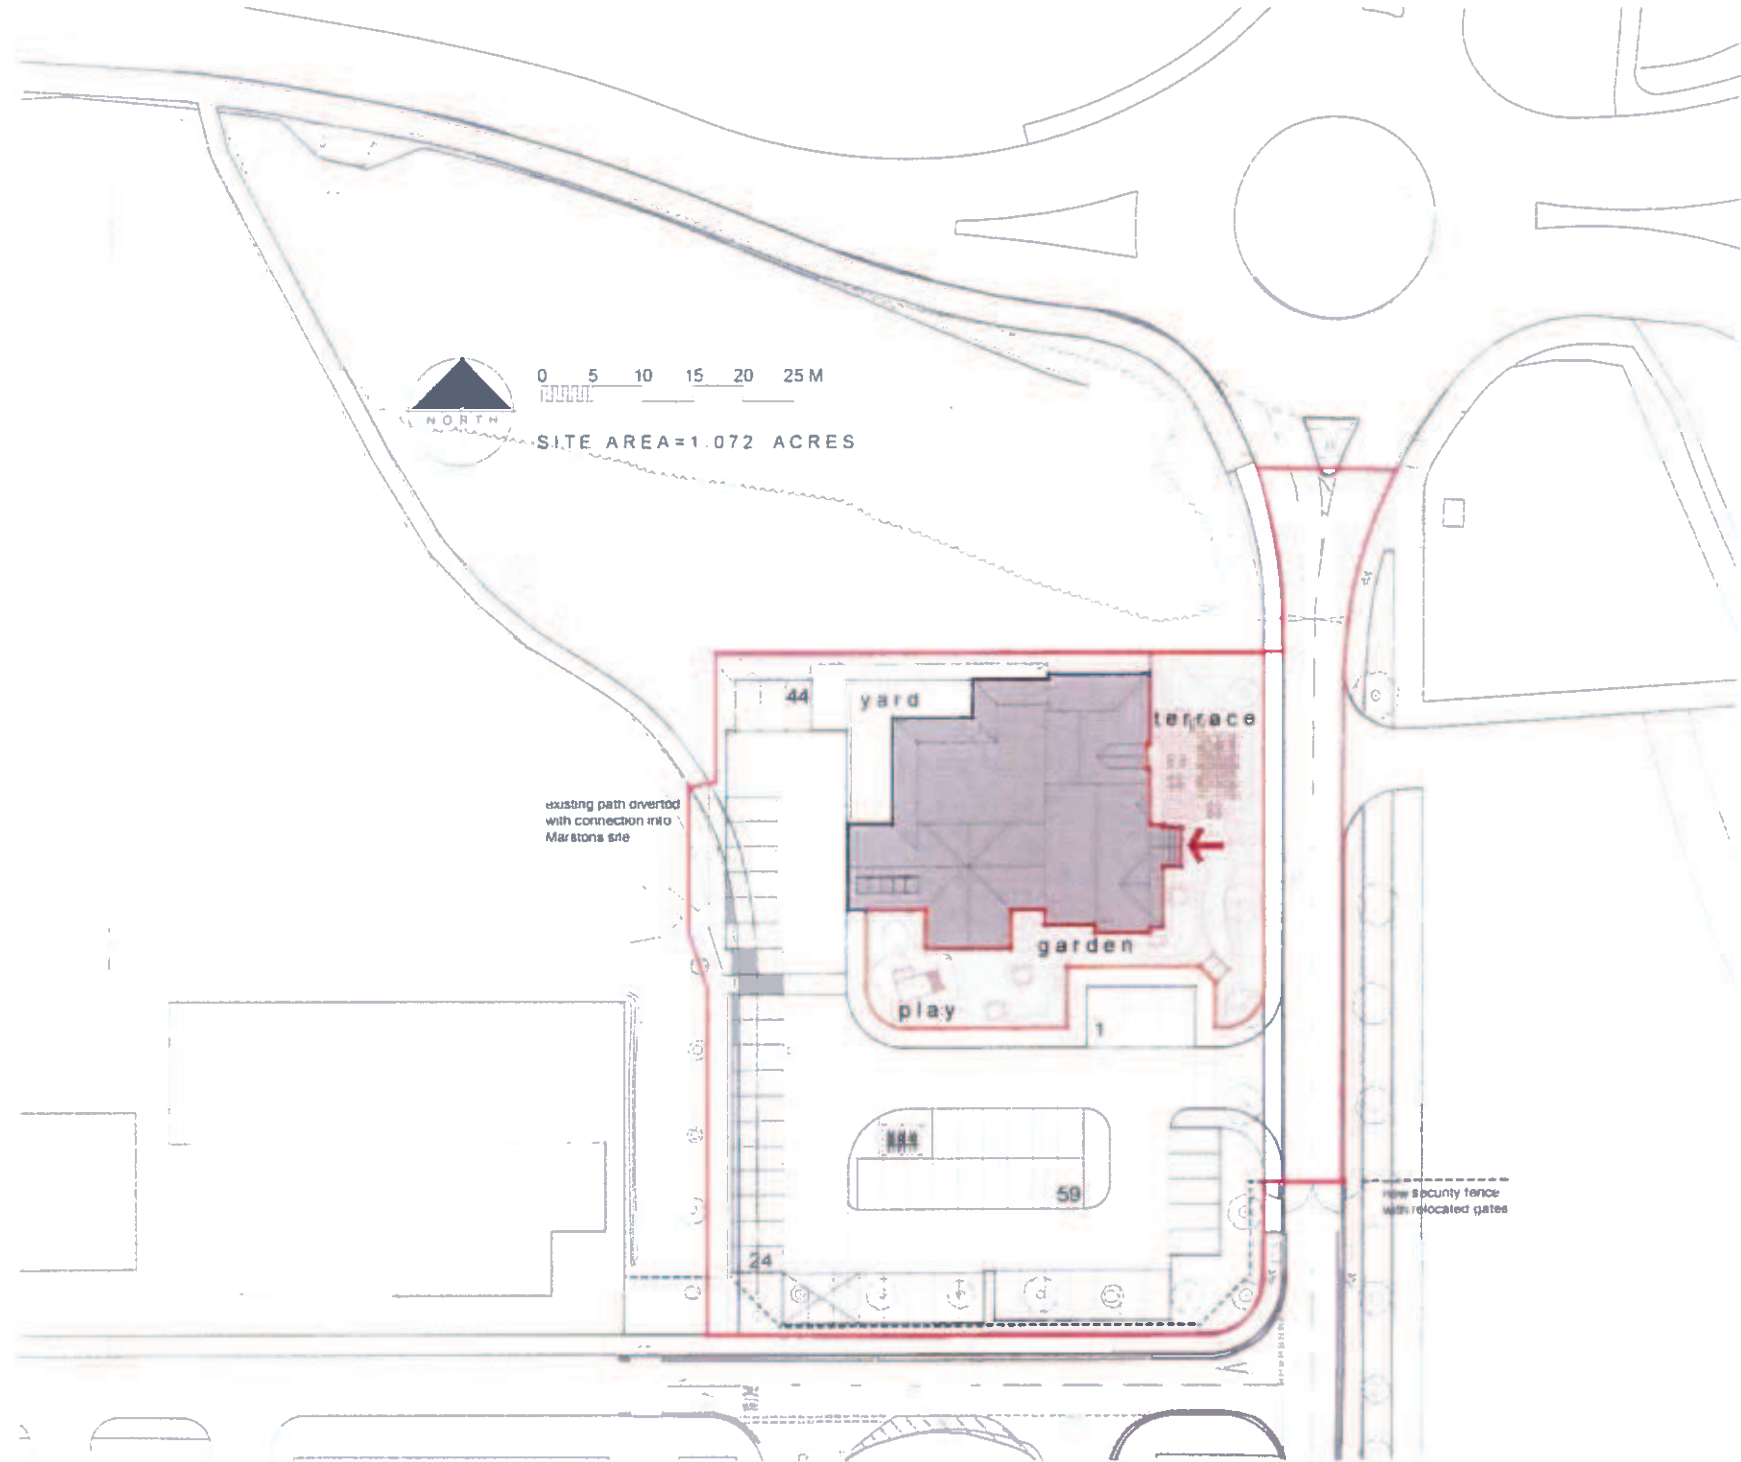 0 5 10 15 20 25 M
NORTH
SITE AREA=1.072 ACRES
44
yard
terrace
existing path diverted
with connection into
Marstons site
garden
play
1
59
new security fence
with relocated gates
24